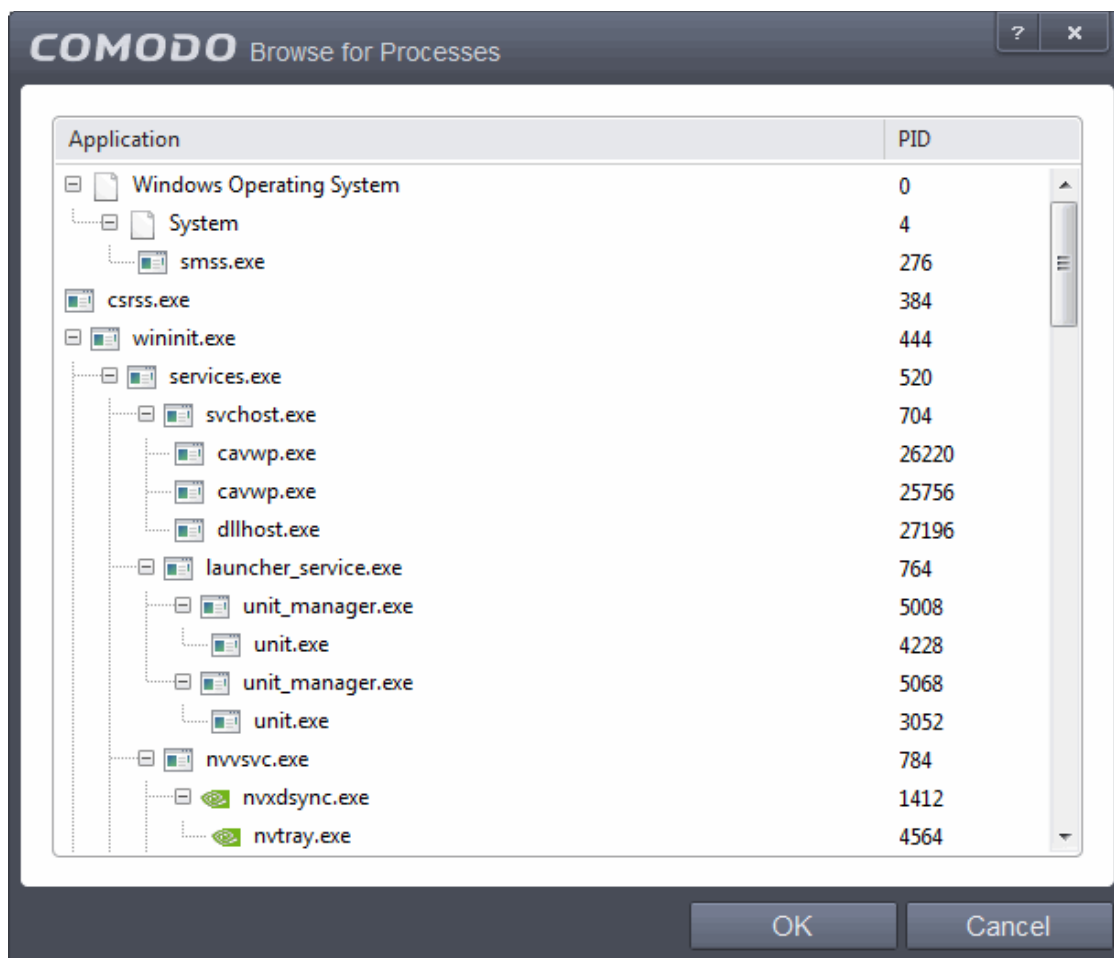 COMODO Browse for Processes ? x
Application PID
Windows Operating System 0
System 4
smss.exe 276
csrss.exe 384
wininit.exe 444
services.exe 520
svchost.exe 704
cavwp.exe 26220
cavwp.exe 25756
dllhost.exe 27196
launcher_service.exe 764
unit_manager.exe 5008
unit.exe 4228
unit_manager.exe 5068
unit.exe 3052
nvvsvc.exe 784
nvxdsync.exe 1412
nvtray.exe 4564
OK Cancel